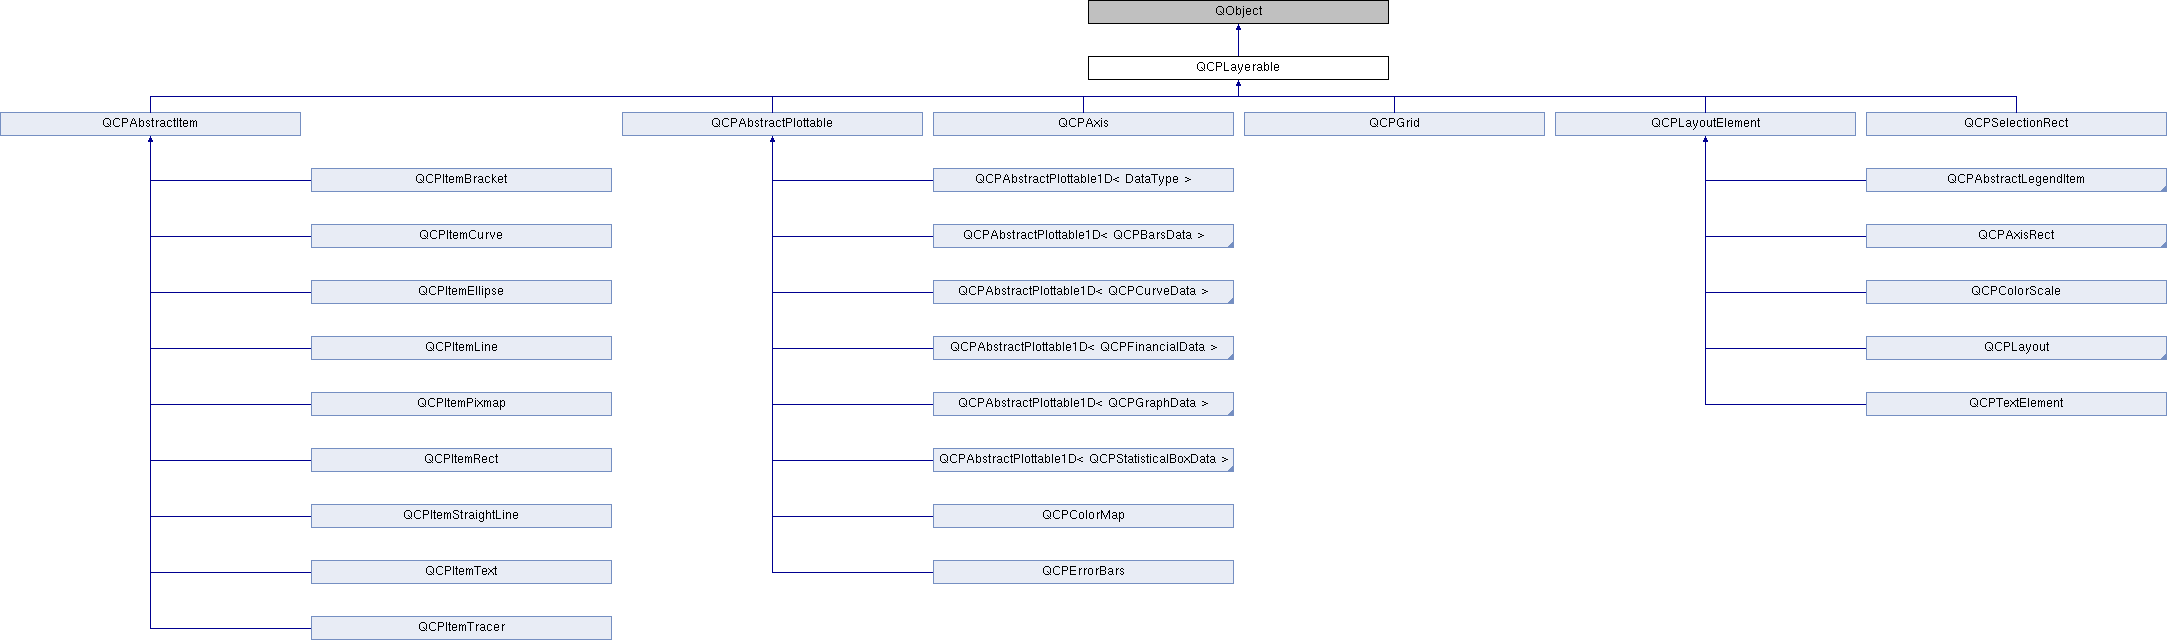 QObject
QCPLayerable
QCPAbstractItem
QCPAbstractPlottable
QCPAxis
QCPGrid
QCPLayoutElement
QCPSelectionRect
QCPItemBracket
QCPAbstractPlottable1D< DataType >
QCPAbstractLegendItem
QCPItemCurve
QCPAbstractPlottable1D< QCPBarsData >
QCPAxisRect
QCPItemEllipse
QCPAbstractPlottable1D< QCPCurveData >
QCPColorScale
QCPItemLine
QCPAbstractPlottable1D< QCPFinancialData >
QCPLayout
QCPItemPixmap
QCPAbstractPlottable1D< QCPGraphData >
QCPTextElement
QCPItemRect
QCPAbstractPlottable1D< QCPStatisticalBoxData >
QCPItemStraightLine
QCPColorMap
QCPItemText
QCPErrorBars
QCPItemTracer